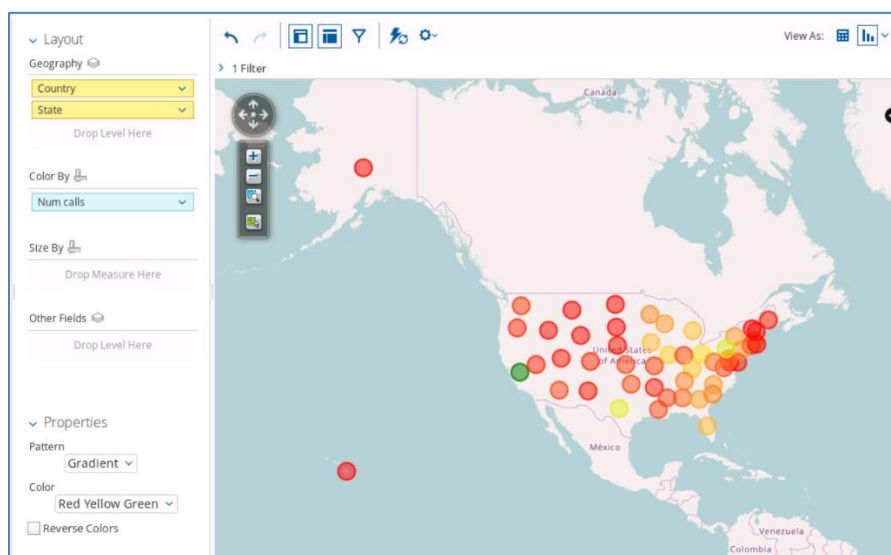 Layout
Geography
Country
State
Drop Level Here
Color By
Num calls
Size By
Drop Measure Here
Other Fields
Drop Level Here
Properties
Pattern
Gradient
Color
Red Yellow Green
Reverse Colors
View As:
1 Filter
Canada
United States
of America
México
Venezuela
Colombia